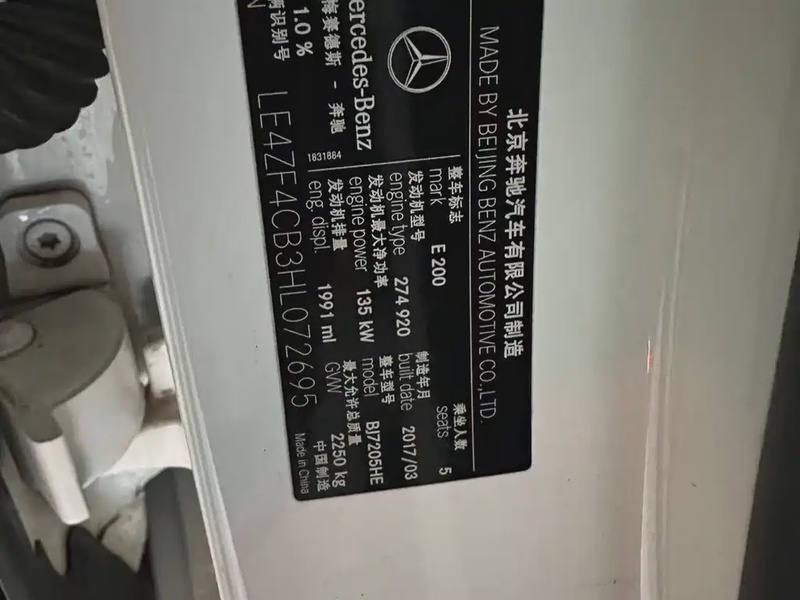 北京奔驰汽车有限公司制造
MADE BY BEIJING BENZ AUTOMOTIVE CO.,LTD.
Mercedes-Benz
梅赛德斯 - 奔驰
整车标志
mark E 200
乘坐人数
seats 5
发动机型号
engine type 274 920
制造年月
built date 2017/03
发动机最大净功率
engine power 135 kW
整车型号
model BJ7205HE
发动机排量
eng. displ. 1991 ml
最大允许总质量
GVW 2250 kg
1831884
1.0 %
中国制造
Made in China
辆识别号
N LE4ZF4CB3HL072695